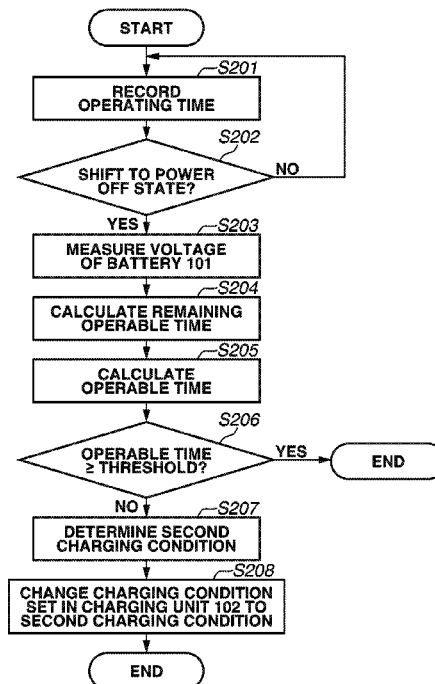 START
S201
RECORD
OPERATING TIME
S202
SHIFT TO POWER
OFF STATE?
NO
YES
S203
MEASURE VOLTAGE
OF BATTERY 101
S204
CALCULATE REMAINING
OPERABLE TIME
S205
CALCULATE
OPERABLE TIME
S206
OPERABLE TIME
≥ THRESHOLD?
YES
END
NO
S207
DETERMINE SECOND
CHARGING CONDITION
S208
CHANGE CHARGING CONDITION
SET IN CHARGING UNIT 102 TO
SECOND CHARGING CONDITION
END